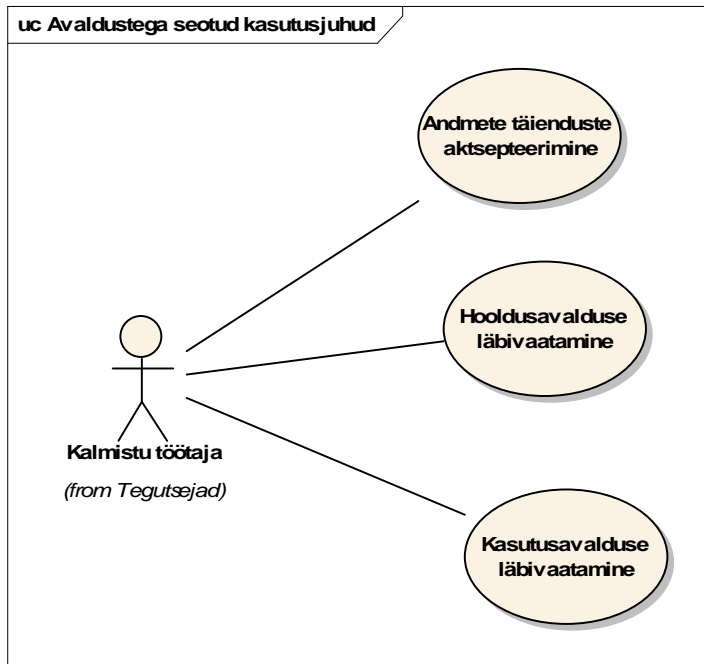 uc Avaldustega seotud kasutusjuhud
Andmete täienduste
aktsepteerimine
Hooldusavalduse
läbivaatamine
Kalmistu töötaja
(from Tegutsejad)
Kasutusavalduse
läbivaatamine